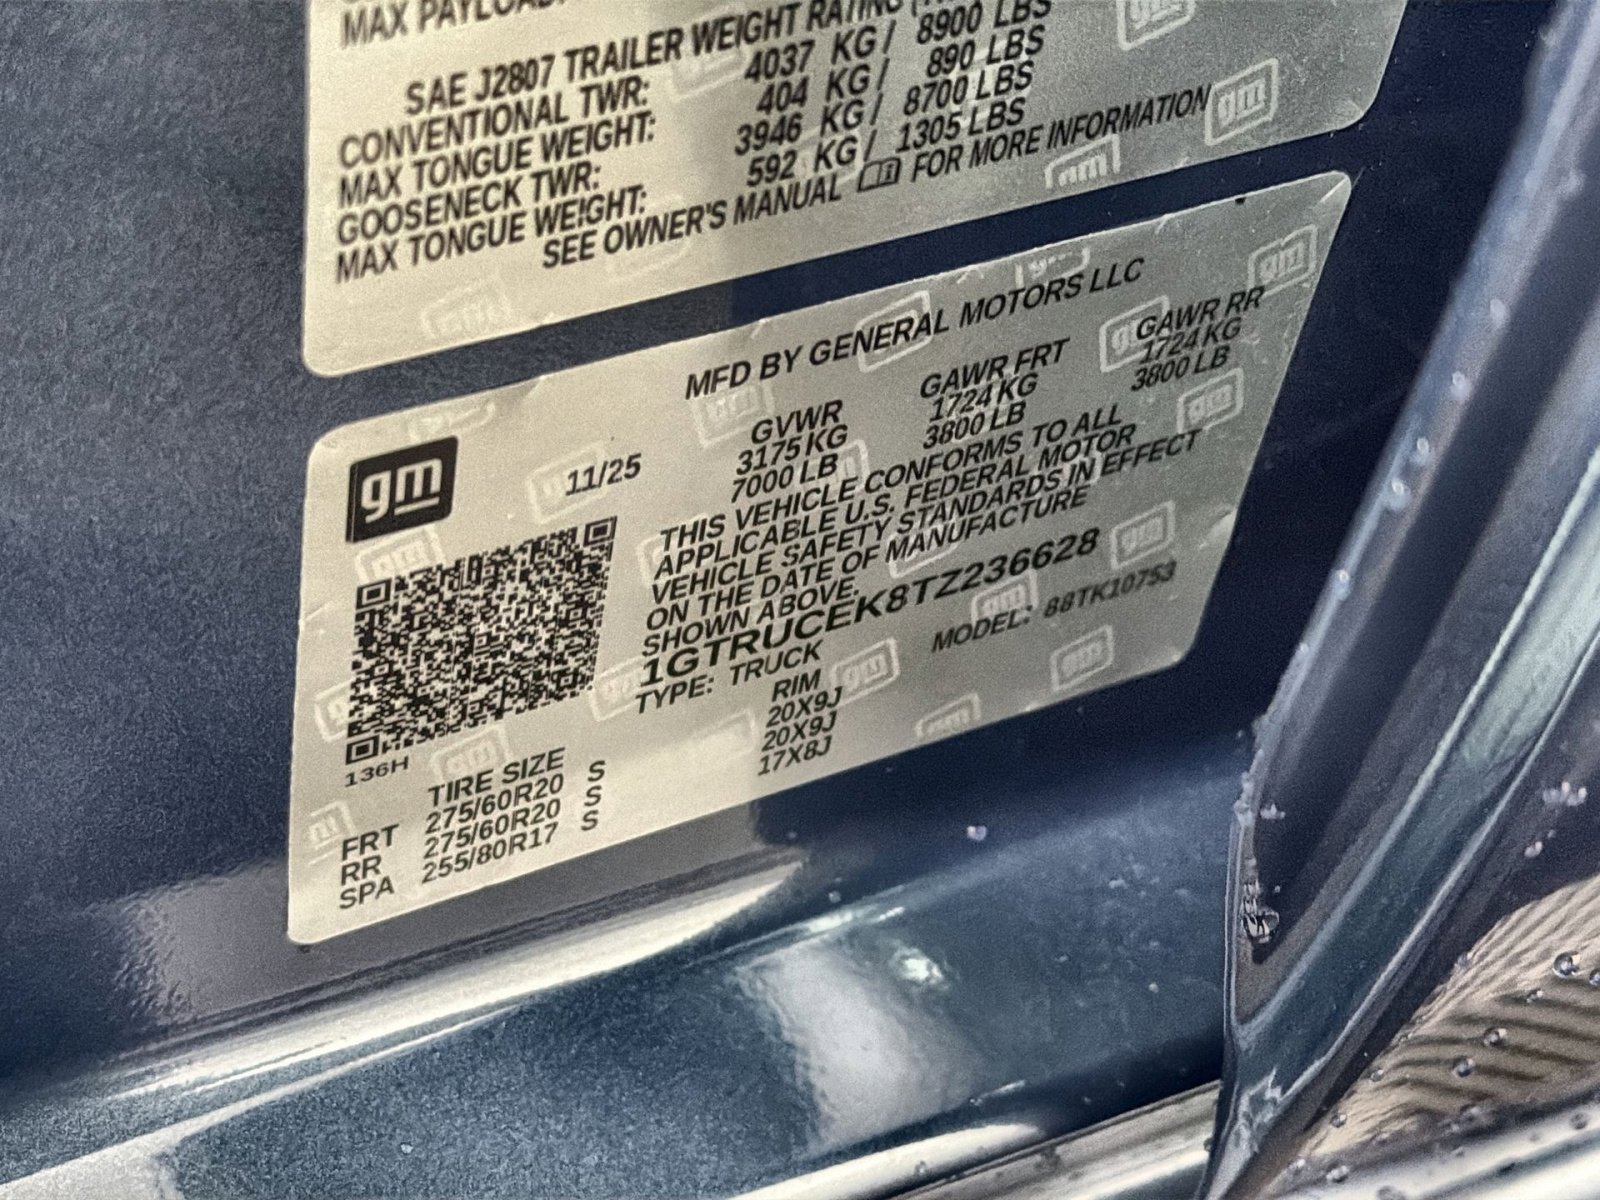 MAX PAYLOAD:
SAE J2807 TRAILER WEIGHT RATING
CONVENTIONAL TWR: 4037 KG/ 8900 LBS
MAX TONGUE WEIGHT: 404 KG/ 890 LBS
GOOSENECK TWR: 3946 KG/ 8700 LBS
MAX TONGUE WEIGHT: 592 KG/ 1305 LBS
SEE OWNER'S MANUAL FOR MORE INFORMATION
MFD BY GENERAL MOTORS LLC
gm
11/25
GVWR GAWR FRT GAWR RR
3175 KG 1724 KG 1724 KG
7000 LB 3800 LB 3800 LB
THIS VEHICLE CONFORMS TO ALL
APPLICABLE U.S. FEDERAL MOTOR
VEHICLE SAFETY STANDARDS IN EFFECT
ON THE DATE OF MANUFACTURE
SHOWN ABOVE.
1GTRUCEK8TZ236628
TYPE: TRUCK MODEL: 88TK10753
136H
TIRE SIZE RIM
FRT 275/60R20 S 20X9J
RR 275/60R20 S 20X9J
SPA 255/80R17 S 17X8J